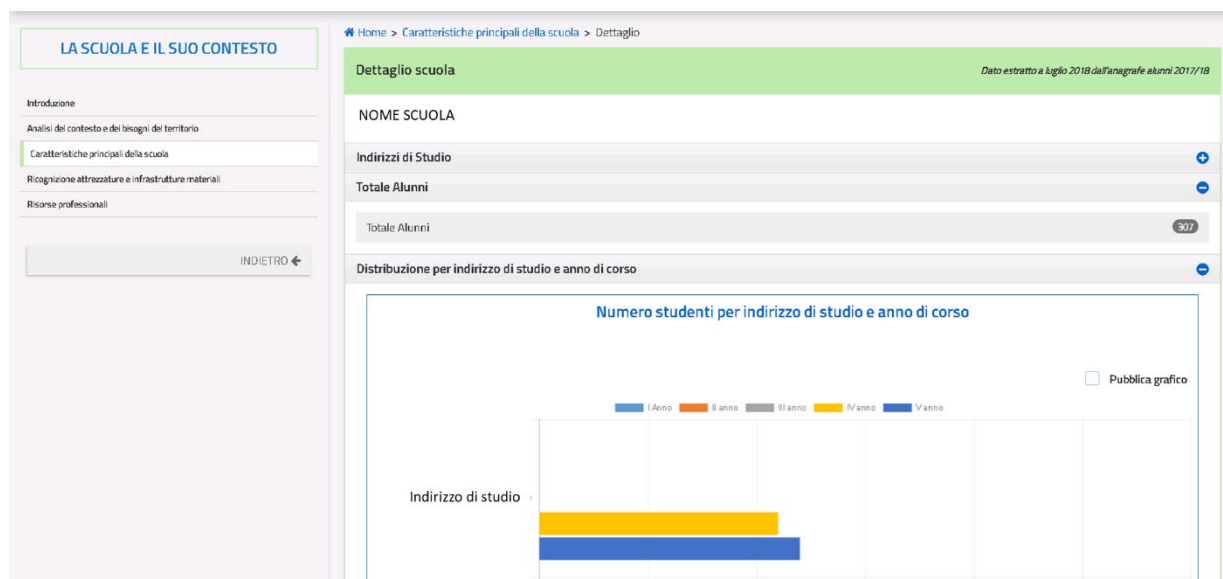 LA SCUOLA E IL SUO CONTESTO
Introduzione
Analisi del contesto e dei bisogni del territorio
Caratteristiche principali della scuola
Ricognizione attrezzature e infrastrutture materiali
Risorse professionali
INDIETRO
Home > Caratteristiche principali della scuola > Dettaglio
Dettaglio scuola
Dato estratto a luglio 2018 dall'anagrafe alunni 2017/18
NOME SCUOLA
Indirizzi di Studio
Totale Alunni
Totale Alunni 307
Distribuzione per indirizzo di studio e anno di corso
Numero studenti per indirizzo di studio e anno di corso
Pubblica grafico
I Anno II anno III anno IV anno V anno
Indirizzo di studio